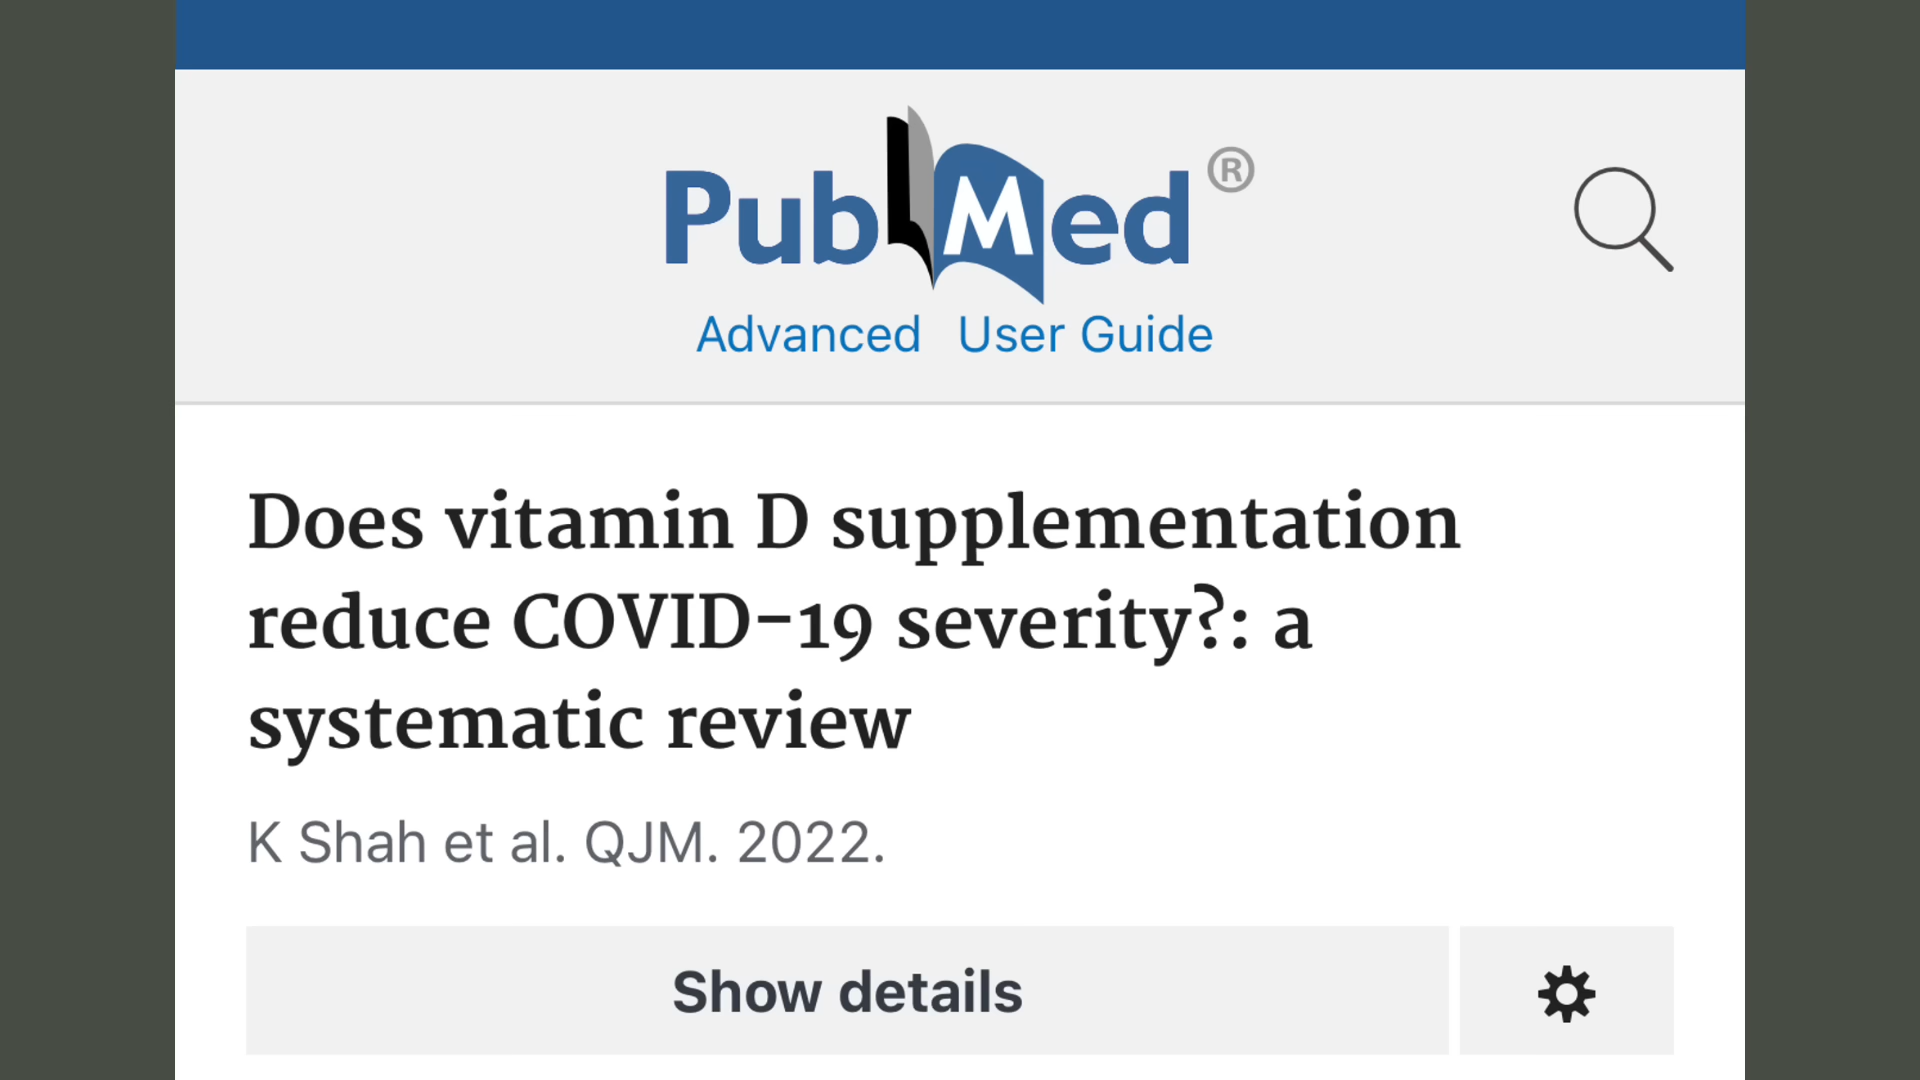 PubMed®
Advanced User Guide
Does vitamin D supplementation
reduce COVID-19 severity?: a
systematic review
K Shah et al. QJM. 2022.
Show details